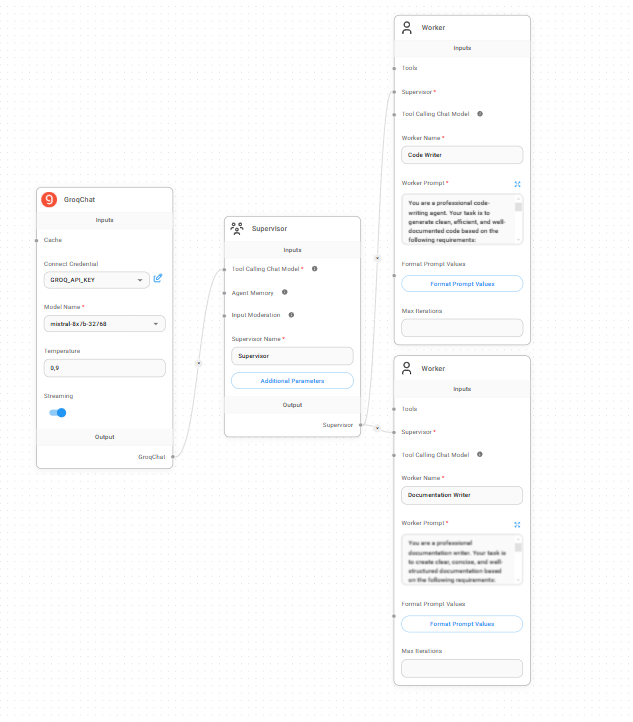 GroqChat
Inputs
Cache
Connect Credential
GROQ_API_KEY
Model Name *
mixtral-8x7b-32768
Temperature
0,9
Streaming
Output
GroqChat
Supervisor
Inputs
Tool Calling Chat Model *
Agent Memory
Input Moderation
Supervisor Name *
Supervisor
Additional Parameters
Output
Supervisor
Worker
Inputs
Tools
Supervisor *
Tool Calling Chat Model
Worker Name *
Code Writer
Worker Prompt *
You are a professional code-
writing agent. Your task is to
generate clean, efficient, and well-
documented code based on the
following requirements:
Format Prompt Values
Format Prompt Values
Max Iterations
Worker
Inputs
Tools
Supervisor *
Tool Calling Chat Model
Worker Name *
Documentation Writer
Worker Prompt *
You are a professional
documentation writer. Your task is
to create clear, concise, and well-
structured documentation based
on the following requirements:
Format Prompt Values
Format Prompt Values
Max Iterations